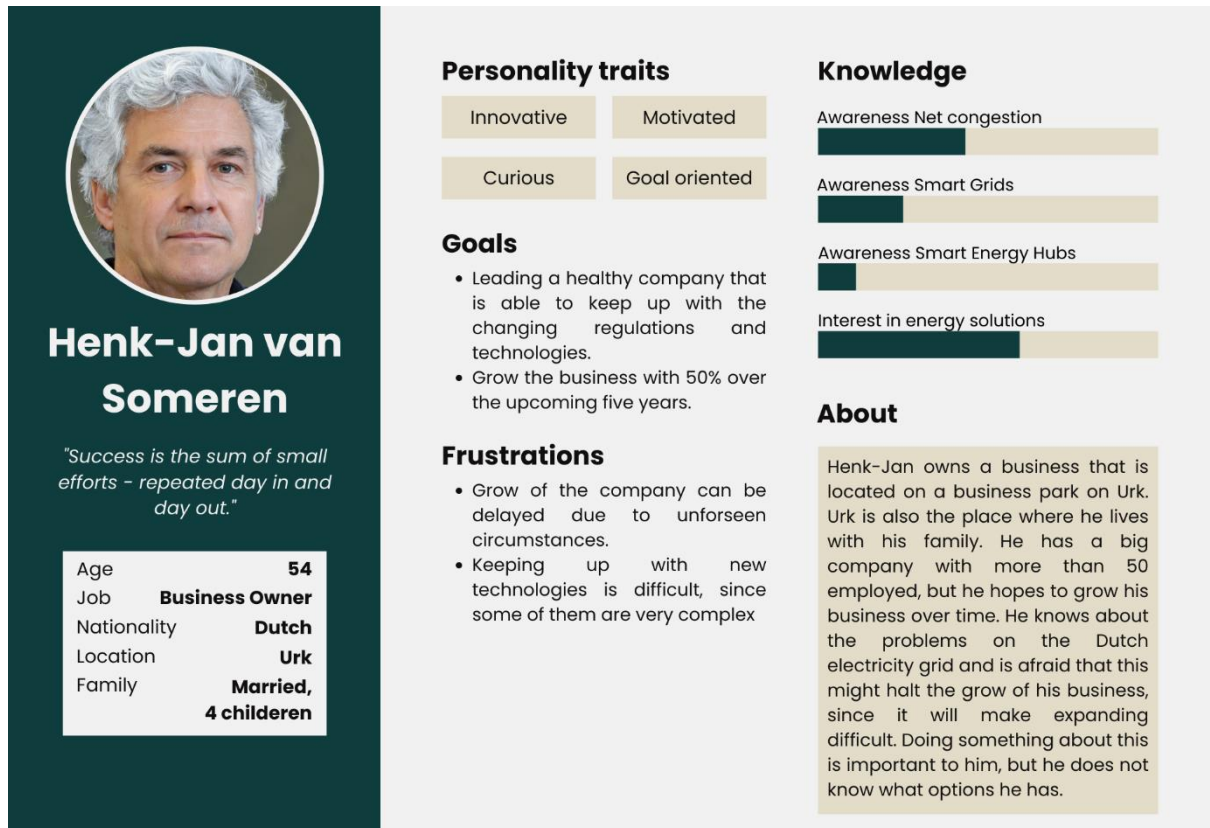 Henk-Jan van
Someren
"Success is the sum of small
efforts - repeated day in and
day out."
Age 54
Job Business Owner
Nationality Dutch
Location Urk
Family Married,
4 childeren
Personality traits
Innovative Motivated
Curious Goal oriented
Goals
• Leading a healthy company that
is able to keep up with the
changing regulations and
technologies.
• Grow the business with 50% over
the upcoming five years.
Frustrations
• Grow of the company can be
delayed due to unforseen
circumstances.
• Keeping up with new
technologies is difficult, since
some of them are very complex
Knowledge
Awareness Net congestion
Awareness Smart Grids
Awareness Smart Energy Hubs
Interest in energy solutions
About
Henk-Jan owns a business that is
located on a business park on Urk.
Urk is also the place where he lives
with his family. He has a big
company with more than 50
employed, but he hopes to grow his
business over time. He knows about
the problems on the Dutch
electricity grid and is afraid that this
might halt the grow of his business,
since it will make expanding
difficult. Doing something about this
is important to him, but he does not
know what options he has.